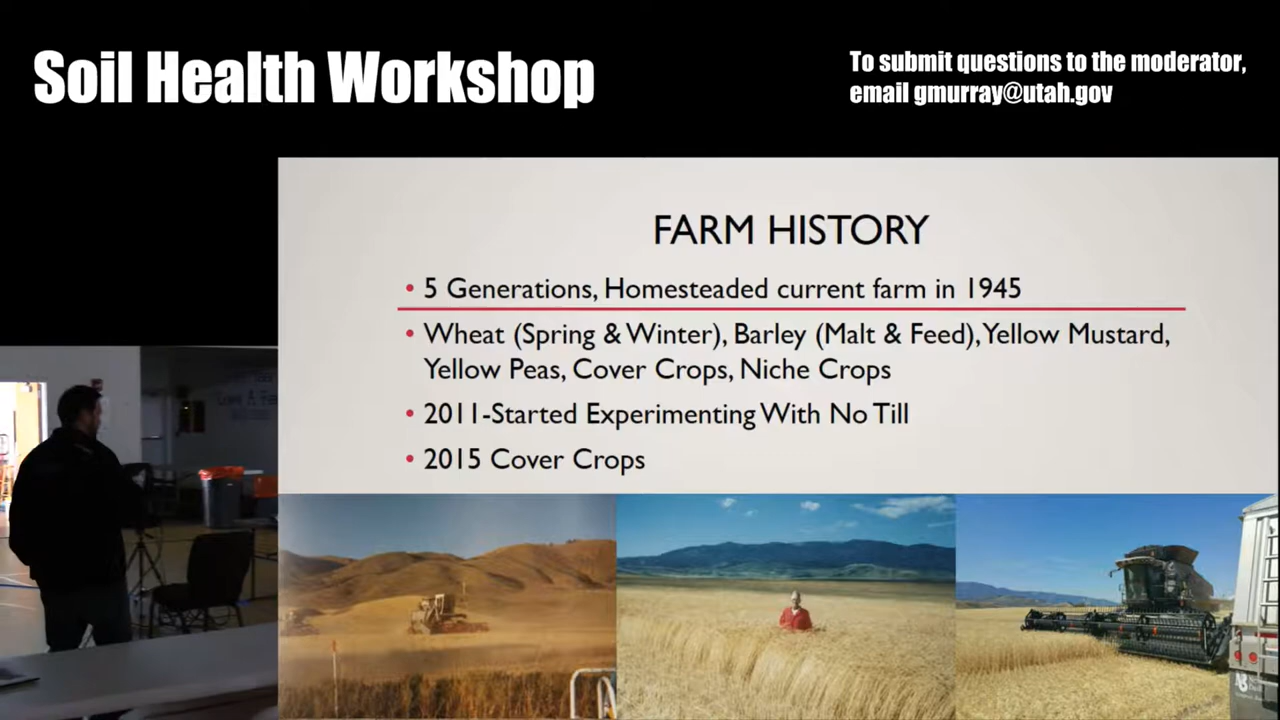 Soil Health Workshop
To submit questions to the moderator,
email gmurray@utah.gov
FARM HISTORY
• 5 Generations, Homesteaded current farm in 1945
• Wheat (Spring & Winter), Barley (Malt & Feed), Yellow Mustard,
Yellow Peas, Cover Crops, Niche Crops
• 2011-Started Experimenting With No Till
• 2015 Cover Crops